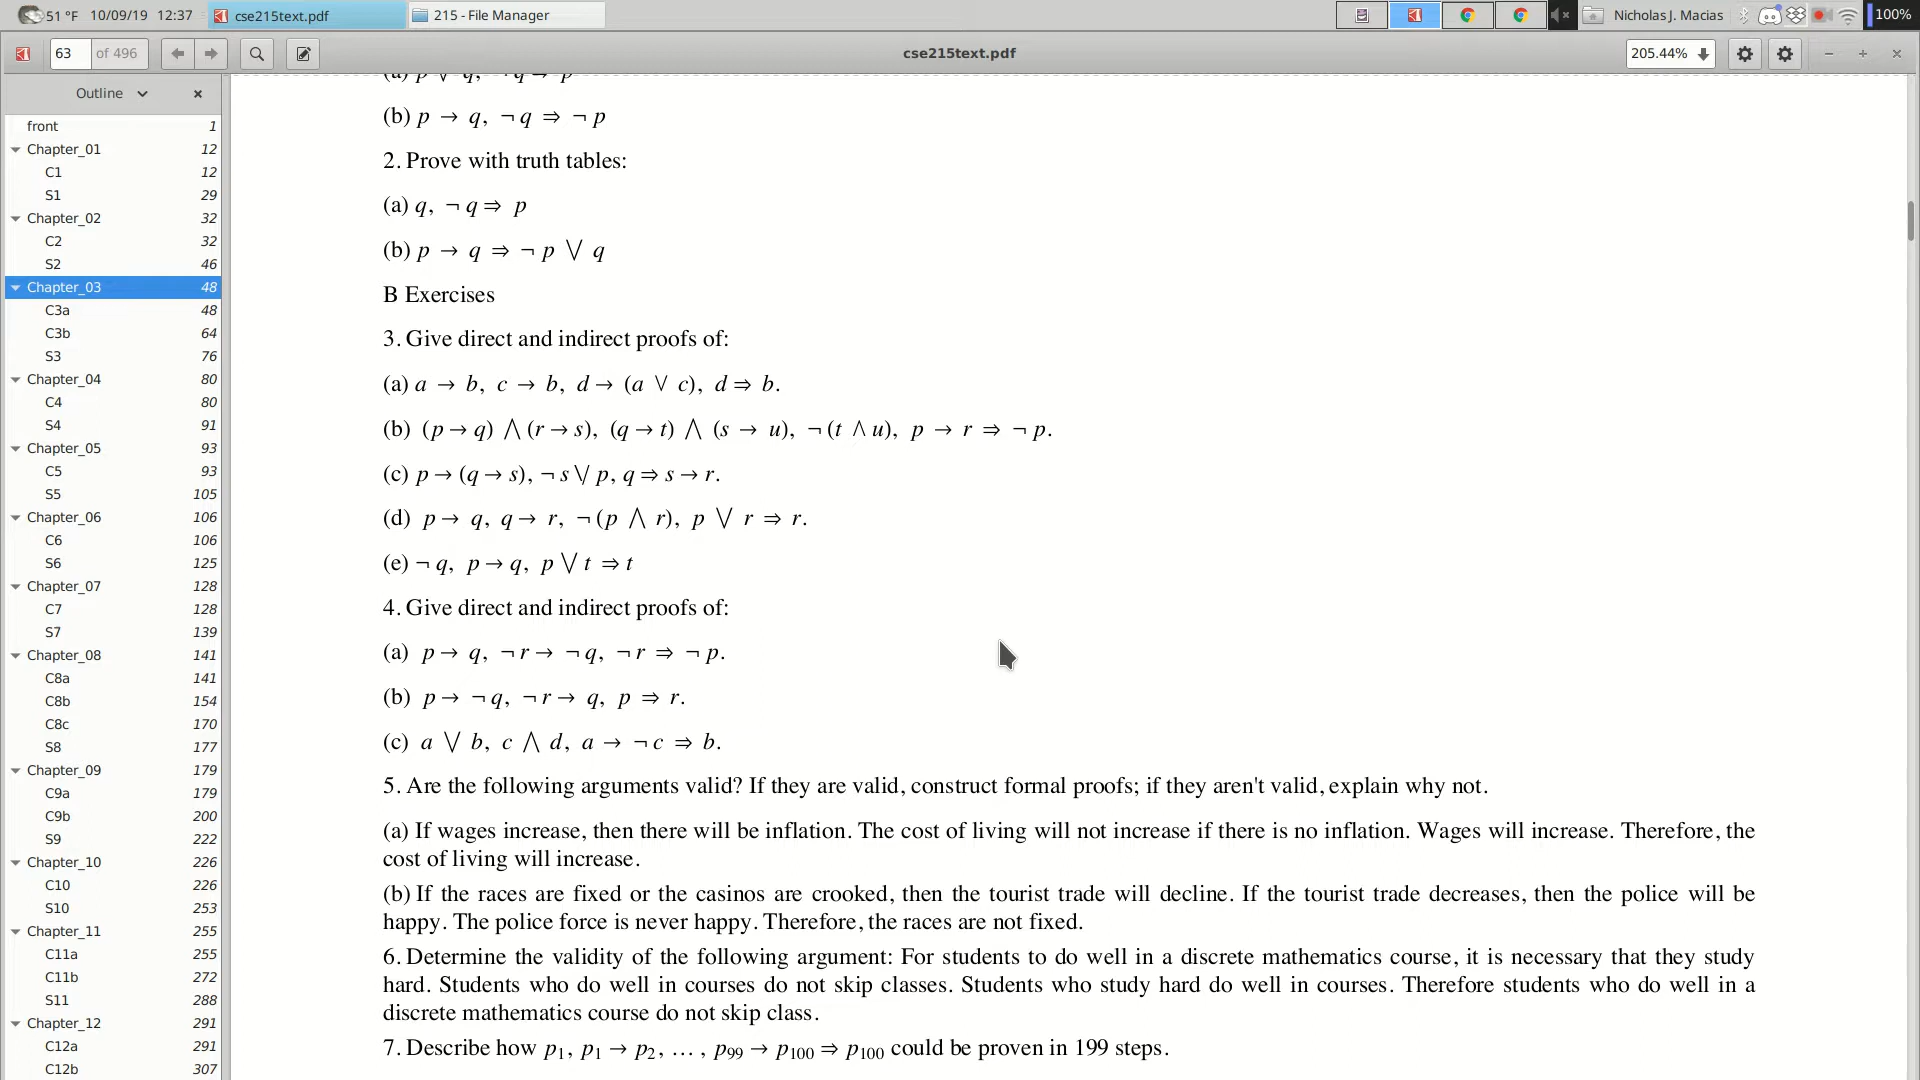 51 °F 10/09/19 12:37 cse215text.pdf 215 - File Manager Nicholas J. Macias 100%
63 of 496 cse215text.pdf 205.44%
Outline
front 1
Chapter_01 12
C1 12
S1 29
Chapter_02 32
C2 32
S2 46
Chapter_03 48
C3a 48
C3b 64
S3 76
Chapter_04 80
C4 80
S4 91
Chapter_05 93
C5 93
S5 105
Chapter_06 106
C6 106
S6 125
Chapter_07 128
C7 128
S7 139
Chapter_08 141
C8a 141
C8b 154
C8c 170
S8 177
Chapter_09 179
C9a 179
C9b 200
S9 222
Chapter_10 226
C10 226
S10 253
Chapter_11 255
C11a 255
C11b 272
S11 288
Chapter_12 291
C12a 291
C12b 307
(b) p → q, ¬ q ⇒ ¬ p
2. Prove with truth tables:
(a) q, ¬ q ⇒ p
(b) p → q ⇒ ¬ p ⋁ q
B Exercises
3. Give direct and indirect proofs of:
(a) a → b, c → b, d → (a ∨ c), d ⇒ b.
(b) (p → q) ⋀ (r → s), (q → t) ⋀ (s → u), ¬ (t ∧ u), p → r ⇒ ¬ p.
(c) p → (q → s), ¬ s ⋁ p, q ⇒ s → r.
(d) p → q, q → r, ¬ (p ⋀ r), p ⋁ r ⇒ r.
(e) ¬ q, p → q, p ⋁ t ⇒ t
4. Give direct and indirect proofs of:
(a) p → q, ¬ r → ¬ q, ¬ r ⇒ ¬ p.
(b) p → ¬ q, ¬ r → q, p ⇒ r.
(c) a ⋁ b, c ⋀ d, a → ¬ c ⇒ b.
5. Are the following arguments valid? If they are valid, construct formal proofs; if they aren't valid, explain why not.
(a) If wages increase, then there will be inflation. The cost of living will not increase if there is no inflation. Wages will increase. Therefore, the
cost of living will increase.
(b) If the races are fixed or the casinos are crooked, then the tourist trade will decline. If the tourist trade decreases, then the police will be
happy. The police force is never happy. Therefore, the races are not fixed.
6. Determine the validity of the following argument: For students to do well in a discrete mathematics course, it is necessary that they study
hard. Students who do well in courses do not skip classes. Students who study hard do well in courses. Therefore students who do well in a
discrete mathematics course do not skip class.
7. Describe how p₁, p₁ → p₂, … , p₉₉ → p₁₀₀ ⇒ p₁₀₀ could be proven in 199 steps.